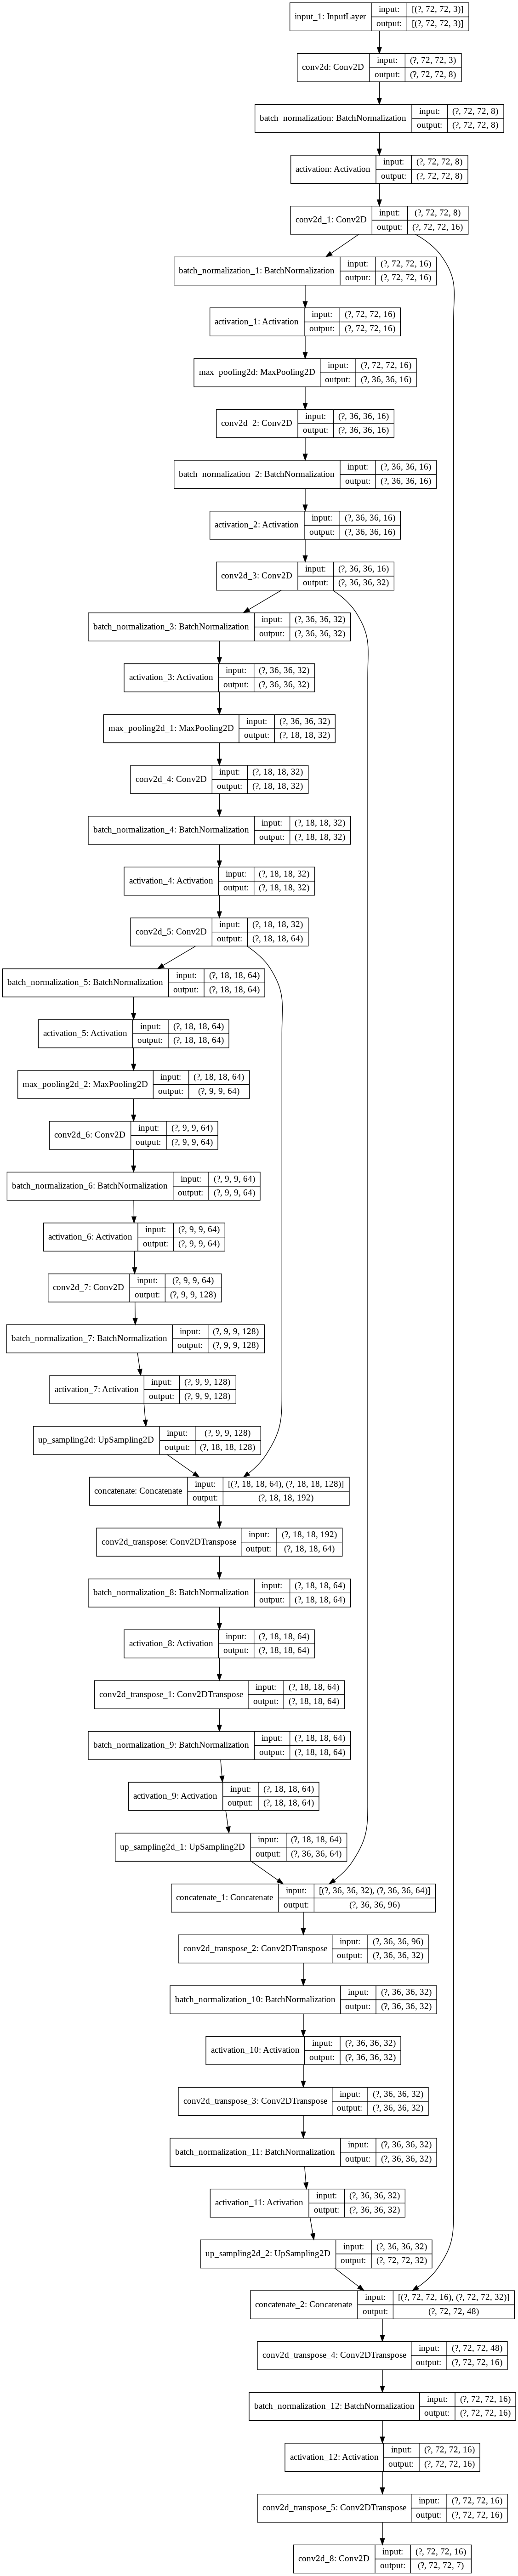 input_1: InputLayer input: [(?, 72, 72, 3)]
output: [(?, 72, 72, 3)]
conv2d: Conv2D input: (?, 72, 72, 3)
output: (?, 72, 72, 8)
batch_normalization: BatchNormalization input: (?, 72, 72, 8)
output: (?, 72, 72, 8)
activation: Activation input: (?, 72, 72, 8)
output: (?, 72, 72, 8)
conv2d_1: Conv2D input: (?, 72, 72, 8)
output: (?, 72, 72, 16)
batch_normalization_1: BatchNormalization input: (?, 72, 72, 16)
output: (?, 72, 72, 16)
activation_1: Activation input: (?, 72, 72, 16)
output: (?, 72, 72, 16)
max_pooling2d: MaxPooling2D input: (?, 72, 72, 16)
output: (?, 36, 36, 16)
conv2d_2: Conv2D input: (?, 36, 36, 16)
output: (?, 36, 36, 16)
batch_normalization_2: BatchNormalization input: (?, 36, 36, 16)
output: (?, 36, 36, 16)
activation_2: Activation input: (?, 36, 36, 16)
output: (?, 36, 36, 16)
conv2d_3: Conv2D input: (?, 36, 36, 16)
output: (?, 36, 36, 32)
batch_normalization_3: BatchNormalization input: (?, 36, 36, 32)
output: (?, 36, 36, 32)
activation_3: Activation input: (?, 36, 36, 32)
output: (?, 36, 36, 32)
max_pooling2d_1: MaxPooling2D input: (?, 36, 36, 32)
output: (?, 18, 18, 32)
conv2d_4: Conv2D input: (?, 18, 18, 32)
output: (?, 18, 18, 32)
batch_normalization_4: BatchNormalization input: (?, 18, 18, 32)
output: (?, 18, 18, 32)
activation_4: Activation input: (?, 18, 18, 32)
output: (?, 18, 18, 32)
conv2d_5: Conv2D input: (?, 18, 18, 32)
output: (?, 18, 18, 64)
batch_normalization_5: BatchNormalization input: (?, 18, 18, 64)
output: (?, 18, 18, 64)
activation_5: Activation input: (?, 18, 18, 64)
output: (?, 18, 18, 64)
max_pooling2d_2: MaxPooling2D input: (?, 18, 18, 64)
output: (?, 9, 9, 64)
conv2d_6: Conv2D input: (?, 9, 9, 64)
output: (?, 9, 9, 64)
batch_normalization_6: BatchNormalization input: (?, 9, 9, 64)
output: (?, 9, 9, 64)
activation_6: Activation input: (?, 9, 9, 64)
output: (?, 9, 9, 64)
conv2d_7: Conv2D input: (?, 9, 9, 64)
output: (?, 9, 9, 128)
batch_normalization_7: BatchNormalization input: (?, 9, 9, 128)
output: (?, 9, 9, 128)
activation_7: Activation input: (?, 9, 9, 128)
output: (?, 9, 9, 128)
up_sampling2d: UpSampling2D input: (?, 9, 9, 128)
output: (?, 18, 18, 128)
concatenate: Concatenate input: [(?, 18, 18, 64), (?, 18, 18, 128)]
output: (?, 18, 18, 192)
conv2d_transpose: Conv2DTranspose input: (?, 18, 18, 192)
output: (?, 18, 18, 64)
batch_normalization_8: BatchNormalization input: (?, 18, 18, 64)
output: (?, 18, 18, 64)
activation_8: Activation input: (?, 18, 18, 64)
output: (?, 18, 18, 64)
conv2d_transpose_1: Conv2DTranspose input: (?, 18, 18, 64)
output: (?, 18, 18, 64)
batch_normalization_9: BatchNormalization input: (?, 18, 18, 64)
output: (?, 18, 18, 64)
activation_9: Activation input: (?, 18, 18, 64)
output: (?, 18, 18, 64)
up_sampling2d_1: UpSampling2D input: (?, 18, 18, 64)
output: (?, 36, 36, 64)
concatenate_1: Concatenate input: [(?, 36, 36, 32), (?, 36, 36, 64)]
output: (?, 36, 36, 96)
conv2d_transpose_2: Conv2DTranspose input: (?, 36, 36, 96)
output: (?, 36, 36, 32)
batch_normalization_10: BatchNormalization input: (?, 36, 36, 32)
output: (?, 36, 36, 32)
activation_10: Activation input: (?, 36, 36, 32)
output: (?, 36, 36, 32)
conv2d_transpose_3: Conv2DTranspose input: (?, 36, 36, 32)
output: (?, 36, 36, 32)
batch_normalization_11: BatchNormalization input: (?, 36, 36, 32)
output: (?, 36, 36, 32)
activation_11: Activation input: (?, 36, 36, 32)
output: (?, 36, 36, 32)
up_sampling2d_2: UpSampling2D input: (?, 36, 36, 32)
output: (?, 72, 72, 32)
concatenate_2: Concatenate input: [(?, 72, 72, 16), (?, 72, 72, 32)]
output: (?, 72, 72, 48)
conv2d_transpose_4: Conv2DTranspose input: (?, 72, 72, 48)
output: (?, 72, 72, 16)
batch_normalization_12: BatchNormalization input: (?, 72, 72, 16)
output: (?, 72, 72, 16)
activation_12: Activation input: (?, 72, 72, 16)
output: (?, 72, 72, 16)
conv2d_transpose_5: Conv2DTranspose input: (?, 72, 72, 16)
output: (?, 72, 72, 16)
conv2d_8: Conv2D input: (?, 72, 72, 16)
output: (?, 72, 72, 7)